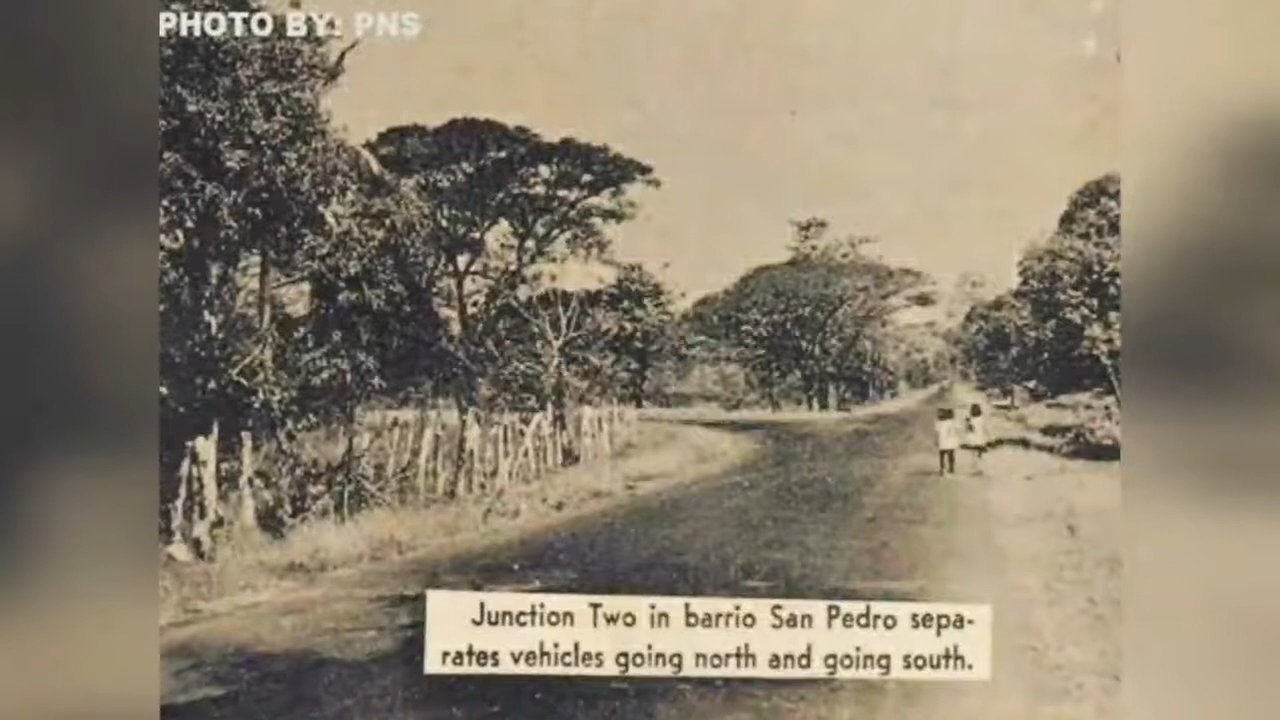 PHOTO BY: PNS
Junction Two in barrio San Pedro sepa-
rates vehicles going north and going south.